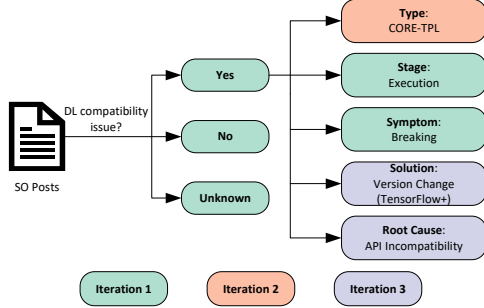 Type:
CORE-TPL
Yes
Stage:
Execution
DL compatibility
issue?
No
Symptom:
Breaking
SO Posts
Unknown
Solution:
Version Change
(TensorFlow+)
Root Cause:
API Incompatibility
Iteration 1
Iteration 2
Iteration 3